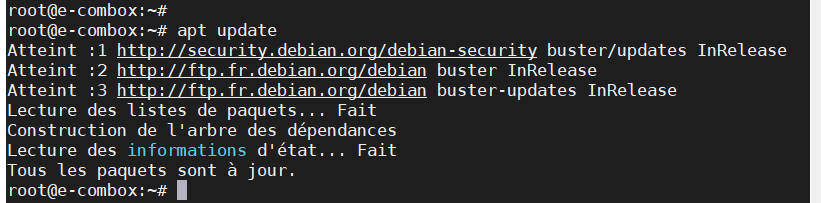 root@e-combox:~#
root@e-combox:~# apt update
Atteint :1 http://security.debian.org/debian-security buster/updates InRelease
Atteint :2 http://ftp.fr.debian.org/debian buster InRelease
Atteint :3 http://ftp.fr.debian.org/debian buster-updates InRelease
Lecture des listes de paquets... Fait
Construction de l'arbre des dépendances
Lecture des informations d'état... Fait
Tous les paquets sont à jour.
root@e-combox:~#